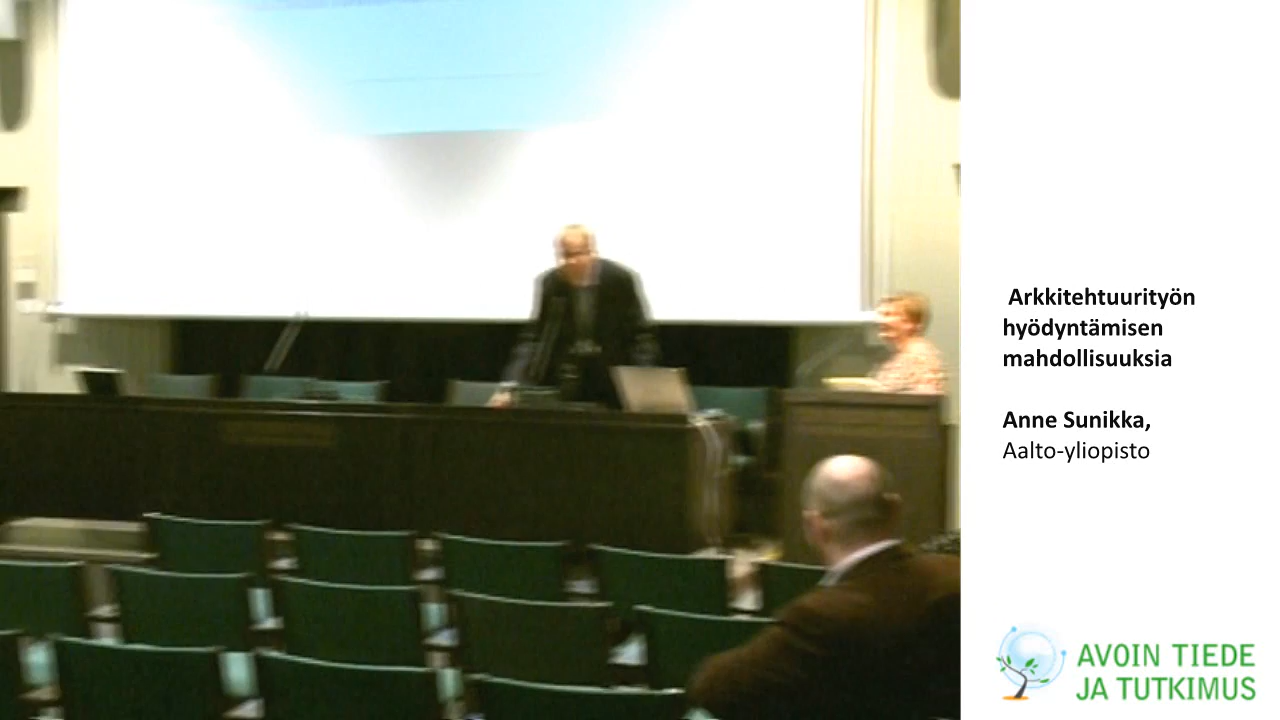 Arkkitehtuurityön
hyödyntämisen
mahdollisuuksia
Anne Sunikka,
Aalto-yliopisto
AVOIN TIEDE
JA TUTKIMUS